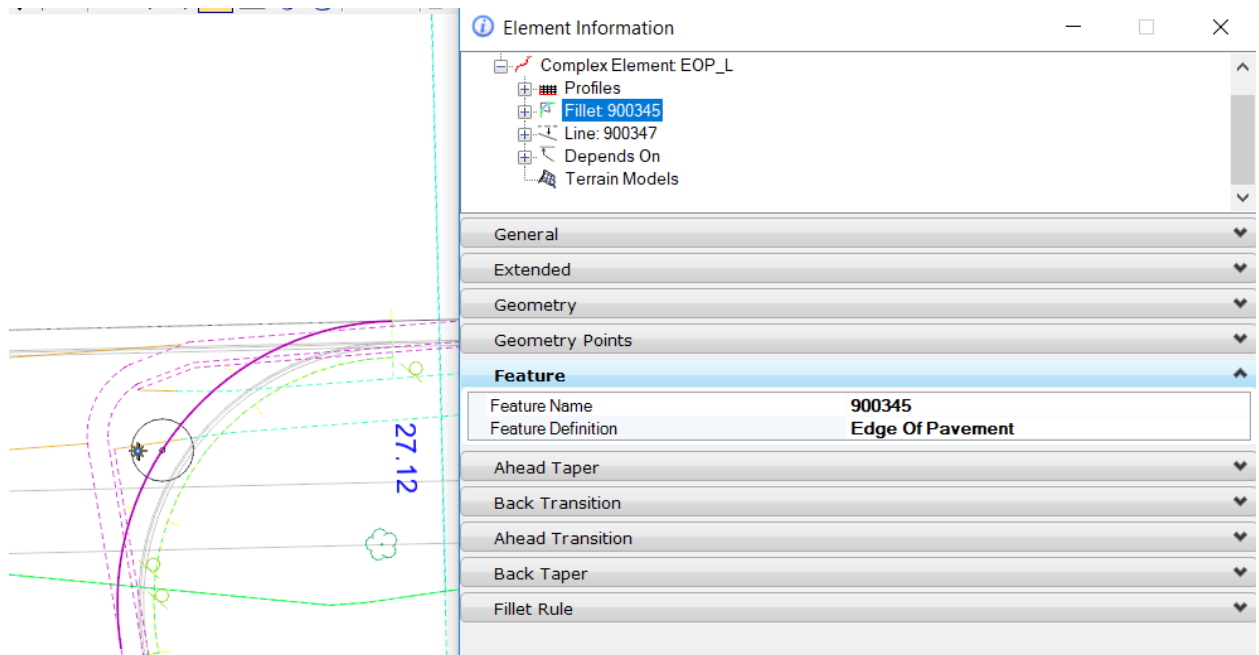 Element Information
Complex Element: EOP_L
Profiles
Fillet: 900345
Line: 900347
Depends On
Terrain Models
General
Extended
Geometry
Geometry Points
Feature
Feature Name 900345
Feature Definition Edge Of Pavement
Ahead Taper
Back Transition
Ahead Transition
Back Taper
Fillet Rule
27.12